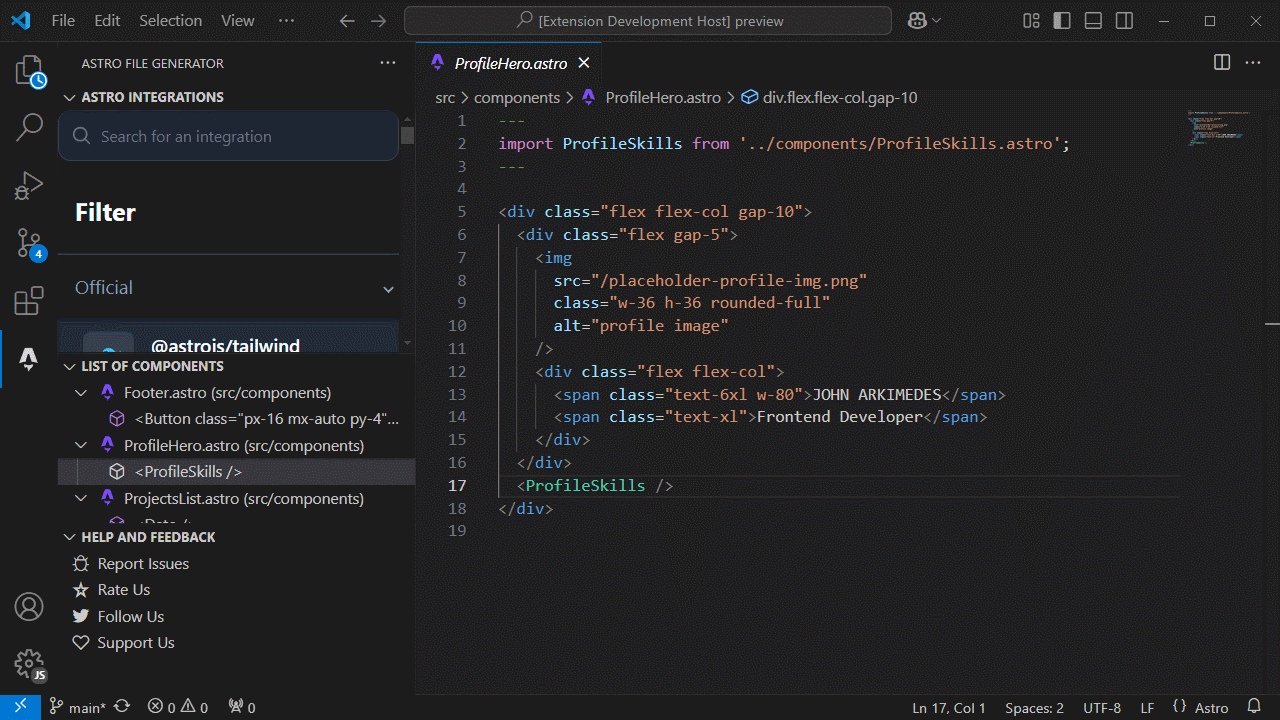 File Edit Selection View ··· [Extension Development Host] preview
ASTRO FILE GENERATOR
ASTRO INTEGRATIONS
Search for an integration
Filter
Official
@astrojs/tailwind
LIST OF COMPONENTS
Footer.astro (src/components)
<Button class="px-16 mx-auto py-4"...
ProfileHero.astro (src/components)
<ProfileSkills />
ProjectsList.astro (src/components)
HELP AND FEEDBACK
Report Issues
Rate Us
Follow Us
Support Us
4
JS
ProfileHero.astro
src > components > ProfileHero.astro > div.flex.flex-col.gap-10
1 ---
2 import ProfileSkills from '../components/ProfileSkills.astro';
3 ---
4
5 <div class="flex flex-col gap-10">
6 <div class="flex gap-5">
7 <img
8 src="/placeholder-profile-img.png"
9 class="w-36 h-36 rounded-full"
10 alt="profile image"
11 />
12 <div class="flex flex-col">
13 <span class="text-6xl w-80">JOHN ARKIMEDES</span>
14 <span class="text-xl">Frontend Developer</span>
15 </div>
16 </div>
17 <ProfileSkills />
18 </div>
19
main* 0 0 0 Ln 17, Col 1 Spaces: 2 UTF-8 LF {} Astro